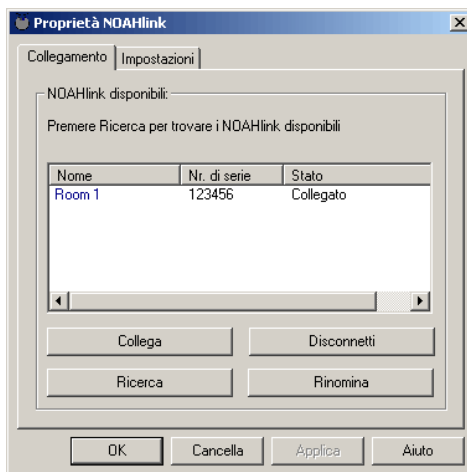 Proprietà NOAHlink
Collegamento Impostazioni
NOAHlink disponibili:
Premere Ricerca per trovare i NOAHlink disponibili
Nome Nr. di serie Stato
Room 1 123456 Collegato
Collega Disconnetti
Ricerca Rinomina
OK Cancella Applica Aiuto